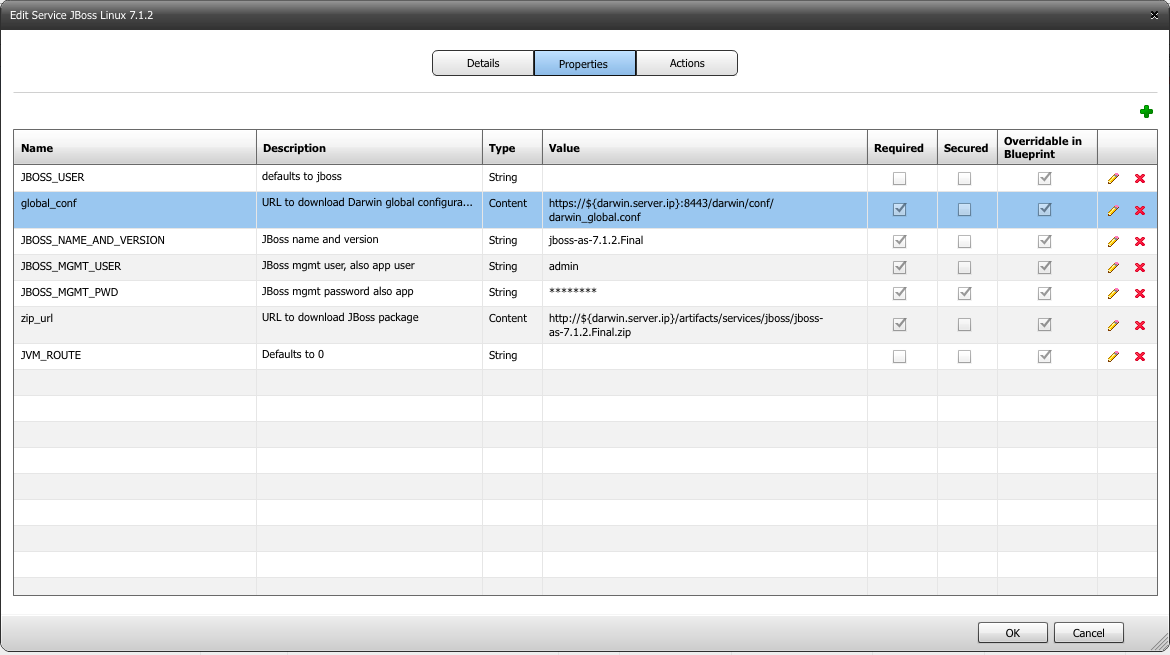 Edit Service JBoss Linux 7.1.2
Details Properties Actions
Name Description Type Value Required Secured Overridable in
Blueprint
JBOSS_USER defaults to jboss String
global_conf URL to download Darwin global configura... Content https://${darwin.server.ip}:8443/darwin/conf/
darwin_global.conf
JBOSS_NAME_AND_VERSION JBoss name and version String jboss-as-7.1.2.Final
JBOSS_MGMT_USER JBoss mgmt user, also app user String admin
JBOSS_MGMT_PWD JBoss mgmt password also app String ********
zip_url URL to download JBoss package Content http://${darwin.server.ip}/artifacts/services/jboss/jboss-
as-7.1.2.Final.zip
JVM_ROUTE Defaults to 0 String
OK Cancel